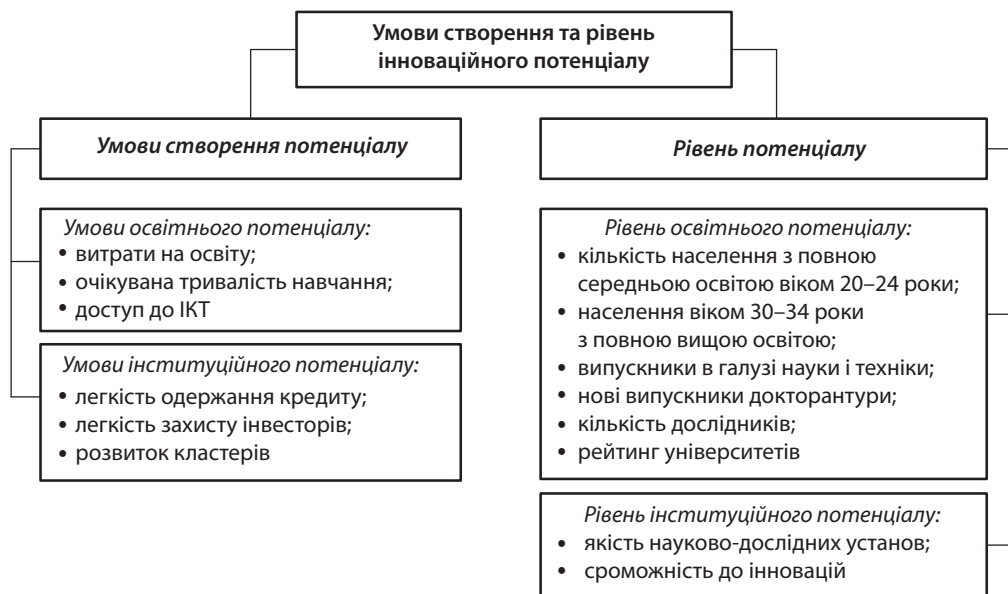 Умови створення та рівень
інноваційного потенціалу
Умови створення потенціалу
Умови освітнього потенціалу:
• витрати на освіту;
• очікувана тривалість навчання;
• доступ до ІКТ
Умови інституційного потенціалу:
• легкість одержання кредиту;
• легкість захисту інвесторів;
• розвиток кластерів
Рівень потенціалу
Рівень освітнього потенціалу:
• кількість населення з повною
середньою освітою віком 20–24 роки;
• населення віком 30–34 роки
з повною вищою освітою;
• випускники в галузі науки і техніки;
• нові випускники докторантури;
• кількість дослідників;
• рейтинг університетів
Рівень інституційного потенціалу:
• якість науково-дослідних установ;
• сроможність до інновацій